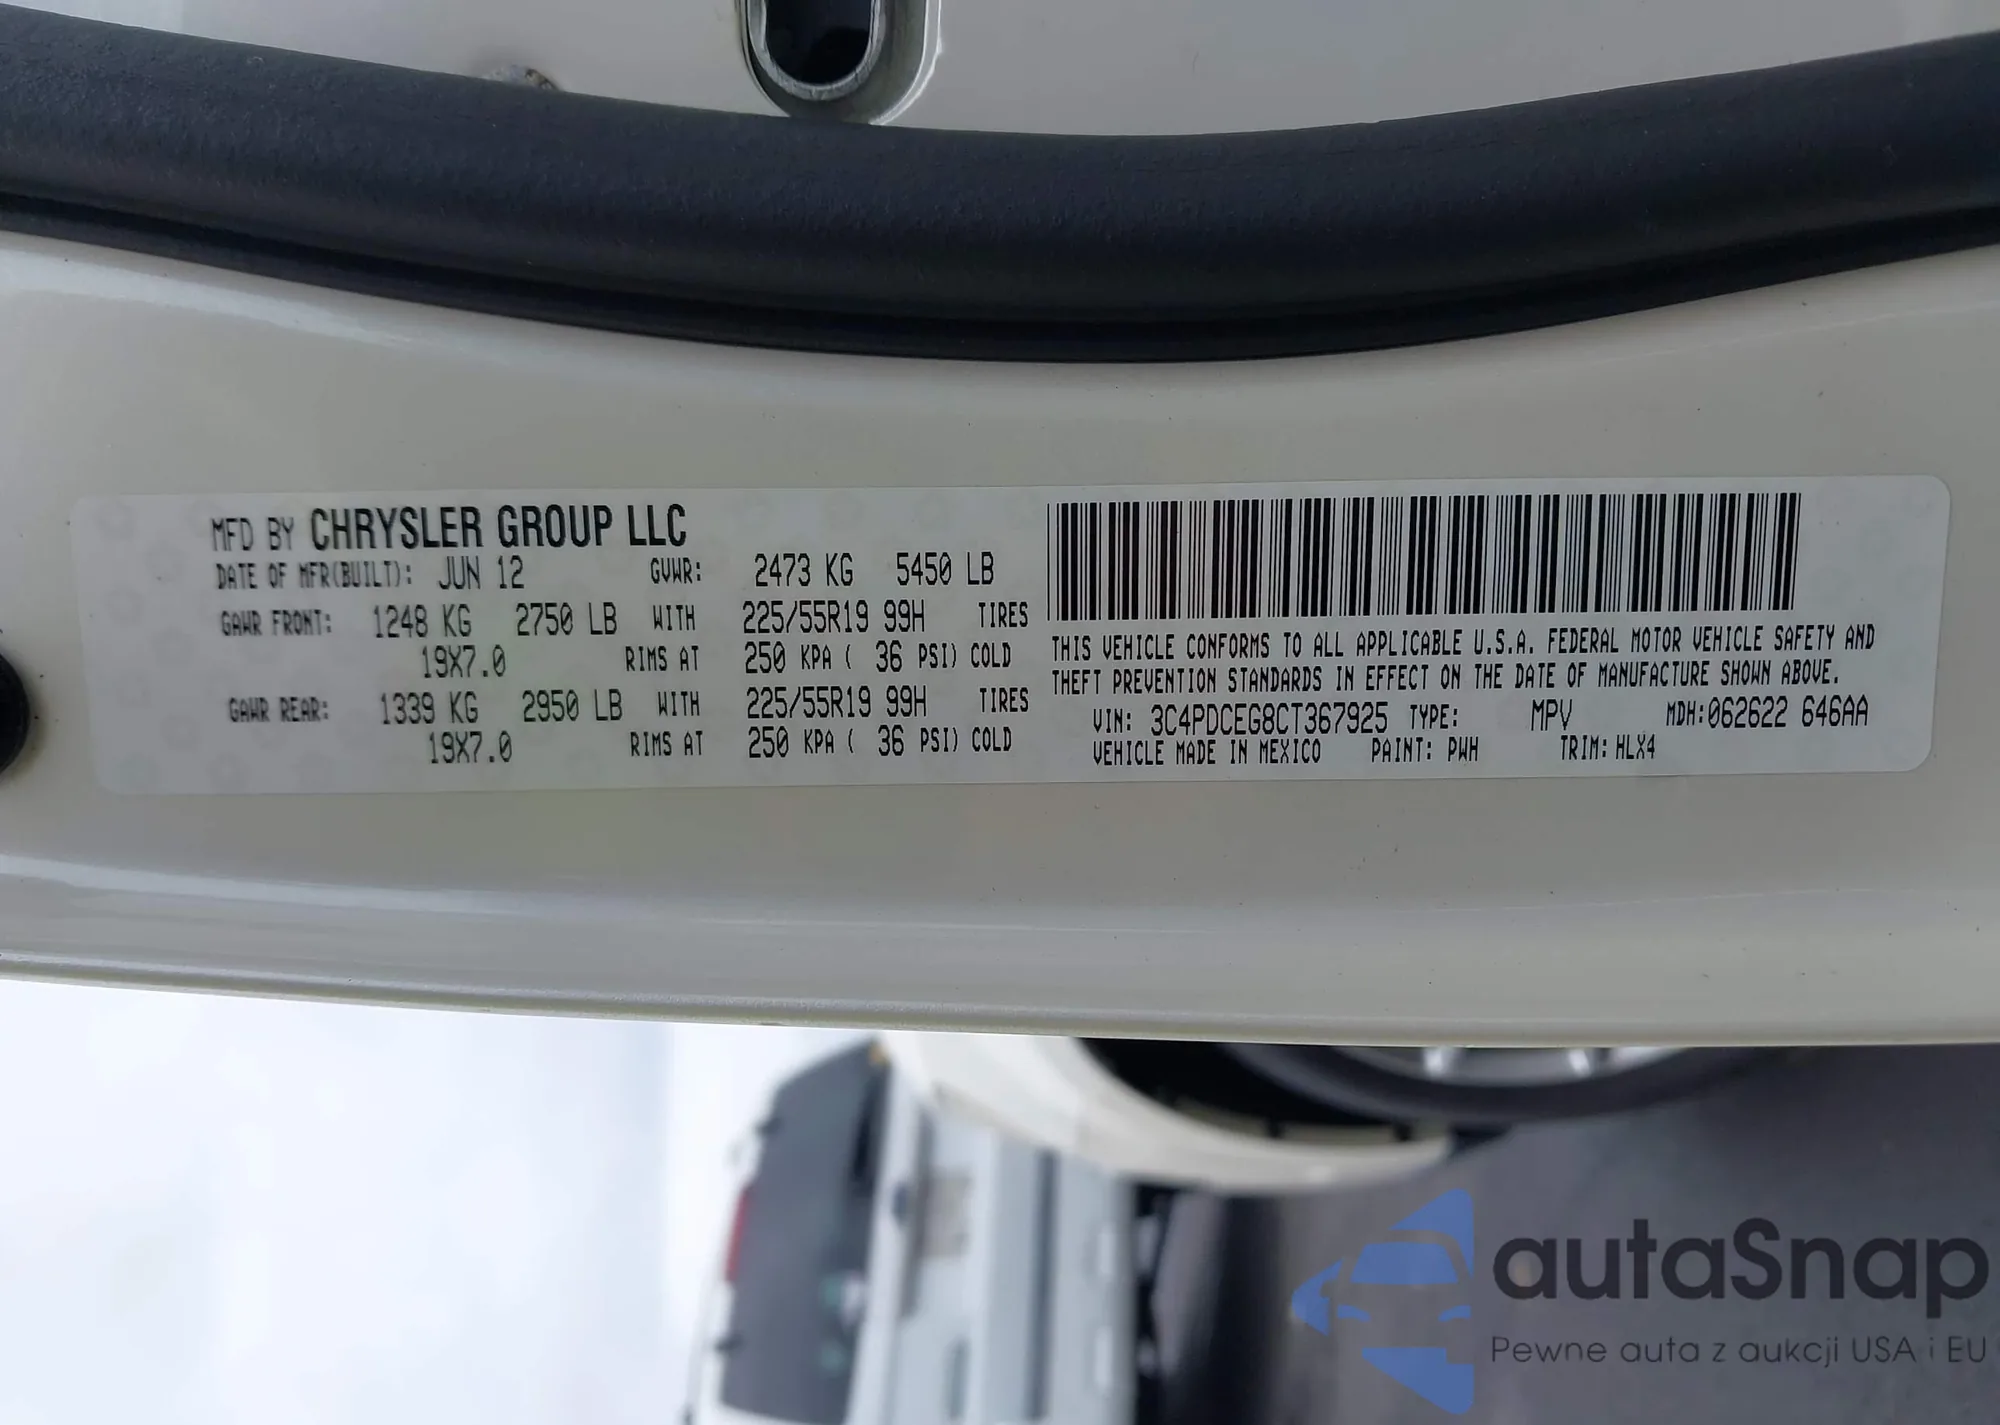 MFD BY CHRYSLER GROUP LLC
DATE OF MFR(BUILT): JUN 12 GVWR: 2473 KG 5450 LB
GAWR FRONT: 1248 KG 2750 LB WITH 225/55R19 99H TIRES
19X7.0 RIMS AT 250 KPA ( 36 PSI) COLD
GAWR REAR: 1339 KG 2950 LB WITH 225/55R19 99H TIRES
19X7.0 RIMS AT 250 KPA ( 36 PSI) COLD
THIS VEHICLE CONFORMS TO ALL APPLICABLE U.S.A. FEDERAL MOTOR VEHICLE SAFETY AND
THEFT PREVENTION STANDARDS IN EFFECT ON THE DATE OF MANUFACTURE SHOWN ABOVE.
VIN: 3C4PDCEG8CT367925 TYPE: MPV MDH:062622 646AA
VEHICLE MADE IN MEXICO PAINT: PWH TRIM: HLX4
autaSnap
Pewne auta z aukcji USA i EU